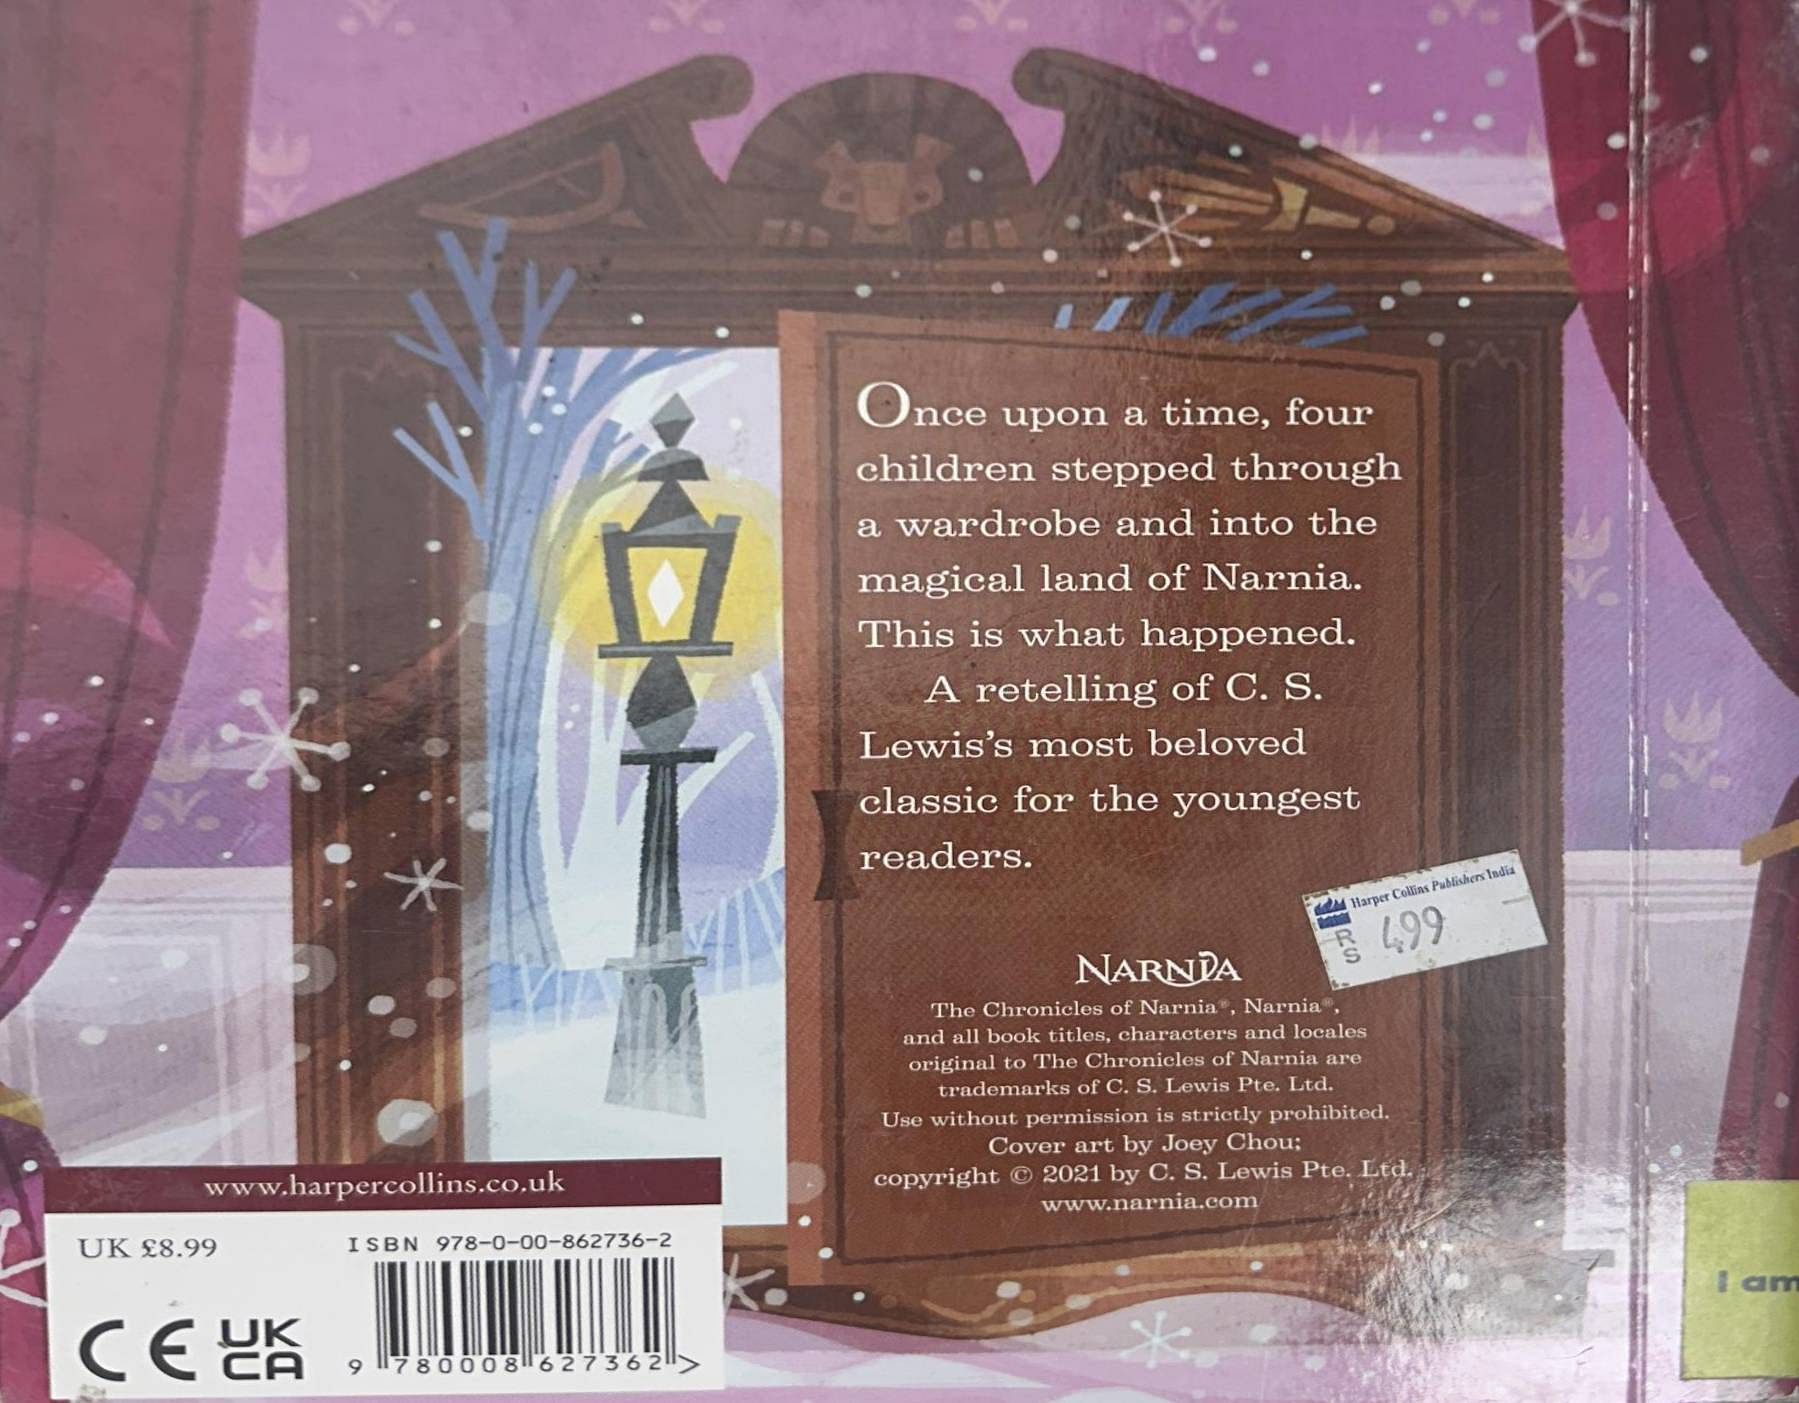 Once upon a time, four
children stepped through
a wardrobe and into the
magical land of Narnia.
This is what happened.
A retelling of C. S.
Lewis’s most beloved
classic for the youngest
readers.
Harper Collins Publishers India
RS 499
NARNIA
The Chronicles of Narnia®, Narnia®,
and all book titles, characters and locales
original to The Chronicles of Narnia are
trademarks of C. S. Lewis Pte. Ltd.
Use without permission is strictly prohibited.
Cover art by Joey Chou;
copyright © 2021 by C. S. Lewis Pte. Ltd.
www.narnia.com
www.harpercollins.co.uk
UK £8.99
ISBN 978-0-00-862736-2
CE UK
CA
9 780008 627362 >
I am